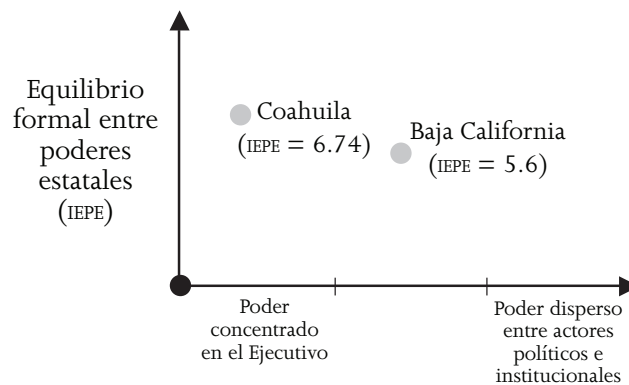 Equilibrio
formal entre
poderes
estatales
(IEPE)
Coahuila
(IEPE = 6.74)
Baja California
(IEPE = 5.6)
Poder
concentrado
en el Ejecutivo
Poder disperso
entre actores
políticos e
institucionales